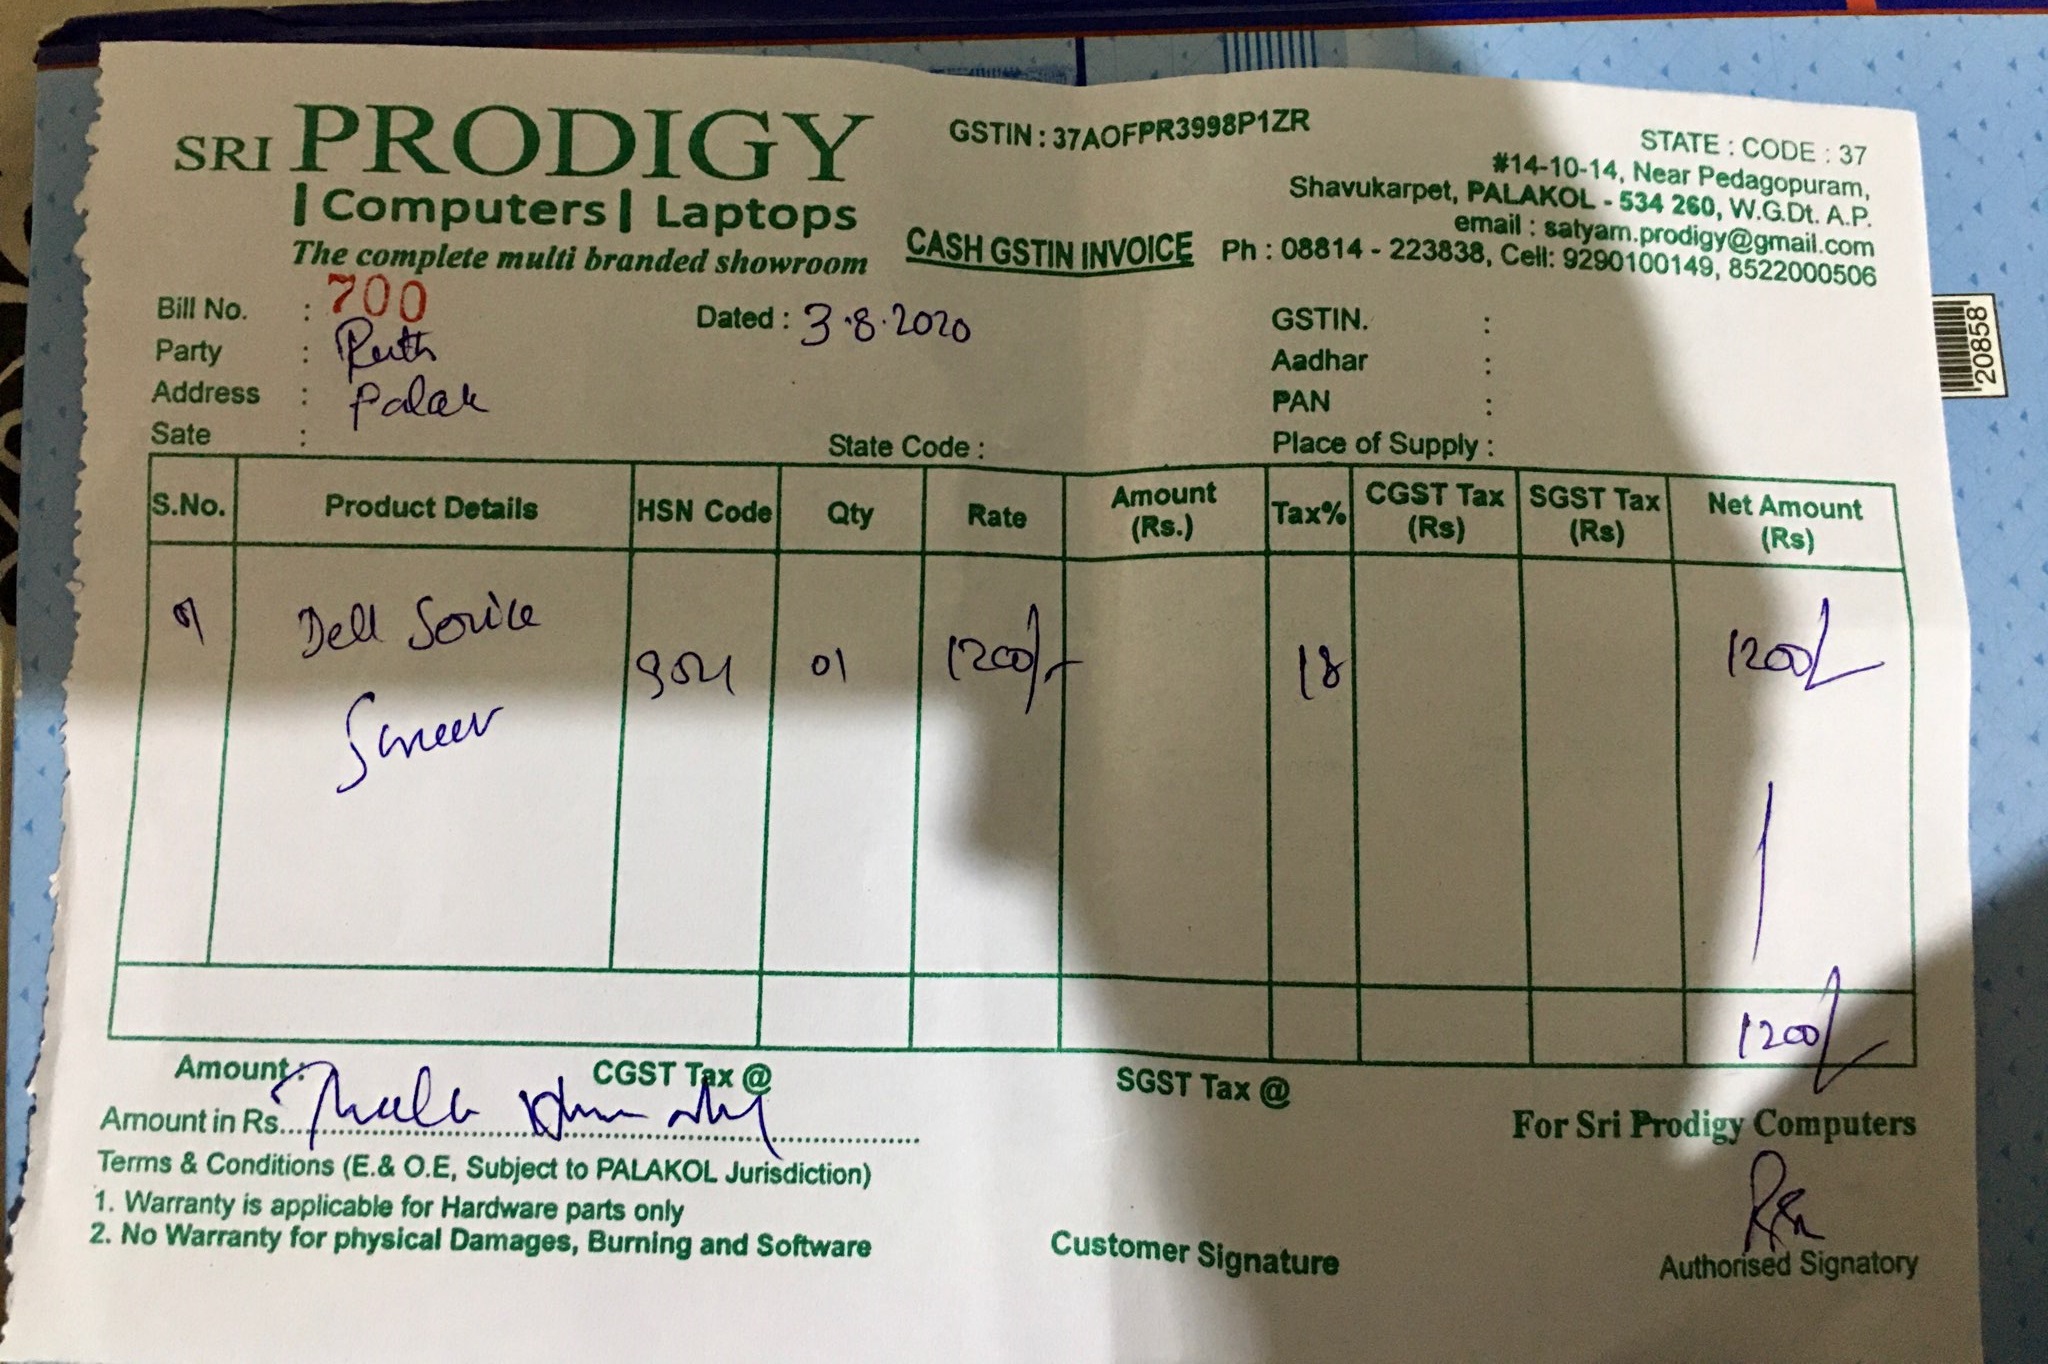 SRI PRODIGY
| Computers | Laptops
The complete multi branded showroom
GSTIN : 37AOFPR3998P1ZR
CASH GSTIN INVOICE
STATE : CODE : 37
#14-10-14, Near Pedagopuram,
Shavukarpet, PALAKOL - 534 260, W.G.Dt. A.P.
email : satyam.prodigy@gmail.com
Ph : 08814 - 223838, Cell: 9290100149, 8522000506
Bill No. : 700
Dated : 3.8.2020
GSTIN. :
Party : Ruth
Aadhar :
Address :
PAN :
Sate :
State Code :
Place of Supply :
S.No. Product Details HSN Code Qty Rate Amount (Rs.) Tax% CGST Tax (Rs) SGST Tax (Rs) Net Amount (Rs)
Dell 01 1200/- 18 1200/-
Screen
1200/-
Amount : CGST Tax @ SGST Tax @
Amount in Rs.
For Sri Prodigy Computers
Terms & Conditions (E.& O.E, Subject to PALAKOL Jurisdiction)
1. Warranty is applicable for Hardware parts only
2. No Warranty for physical Damages, Burning and Software
Customer Signature
Authorised Signatory
20858